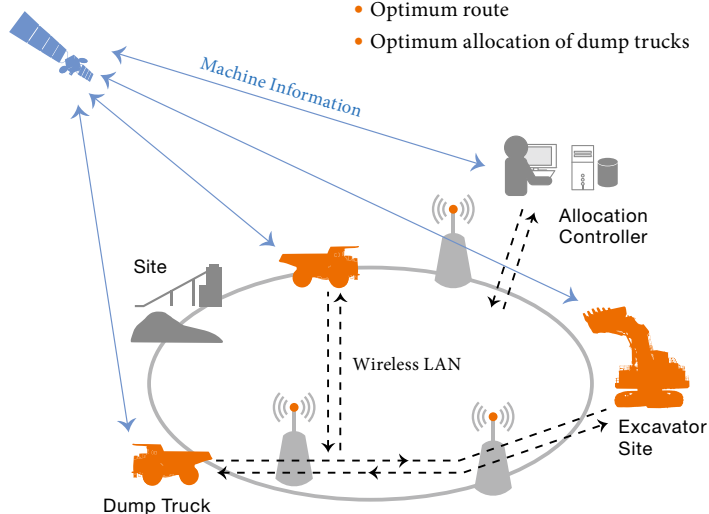 • Optimum route
• Optimum allocation of dump trucks
Machine Information
Allocation
Controller
Site
Wireless LAN
Excavator
Site
Dump Truck